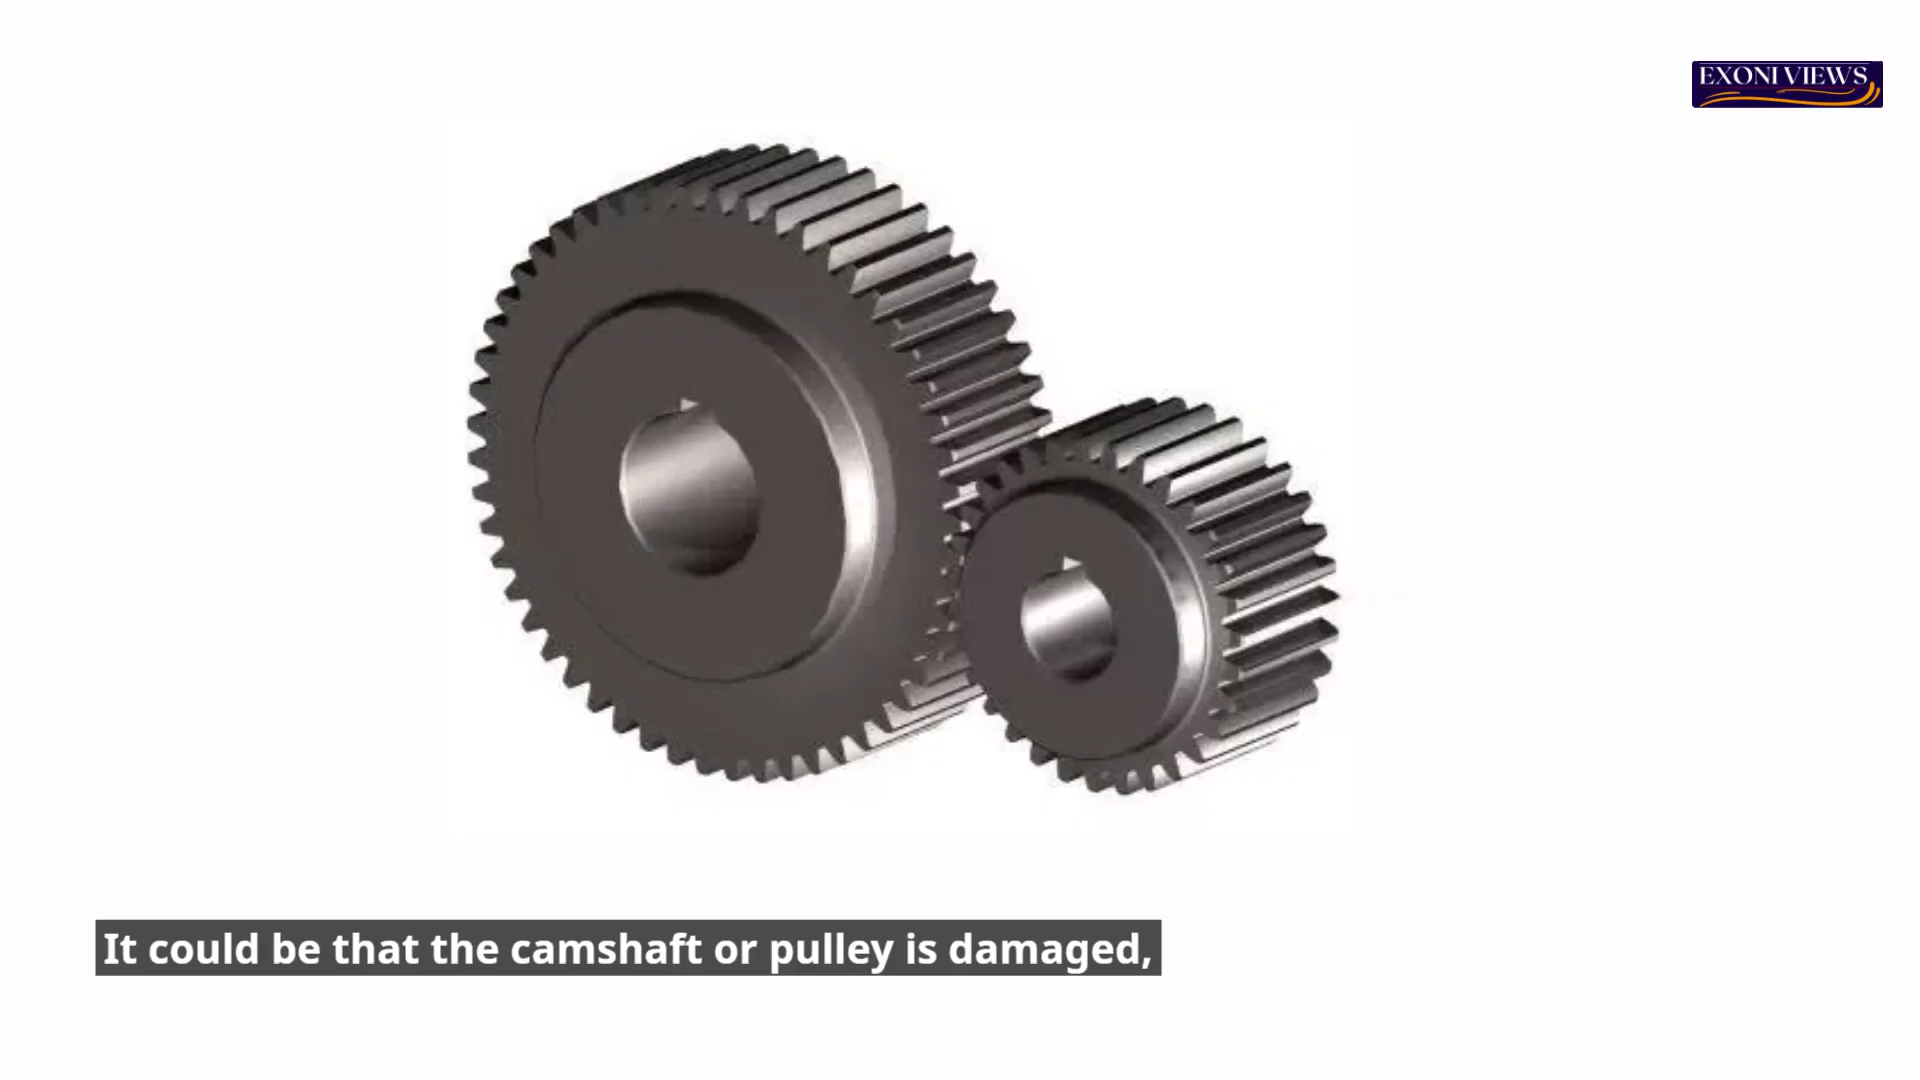 EXONI VIEWS
It could be that the camshaft or pulley is damaged,